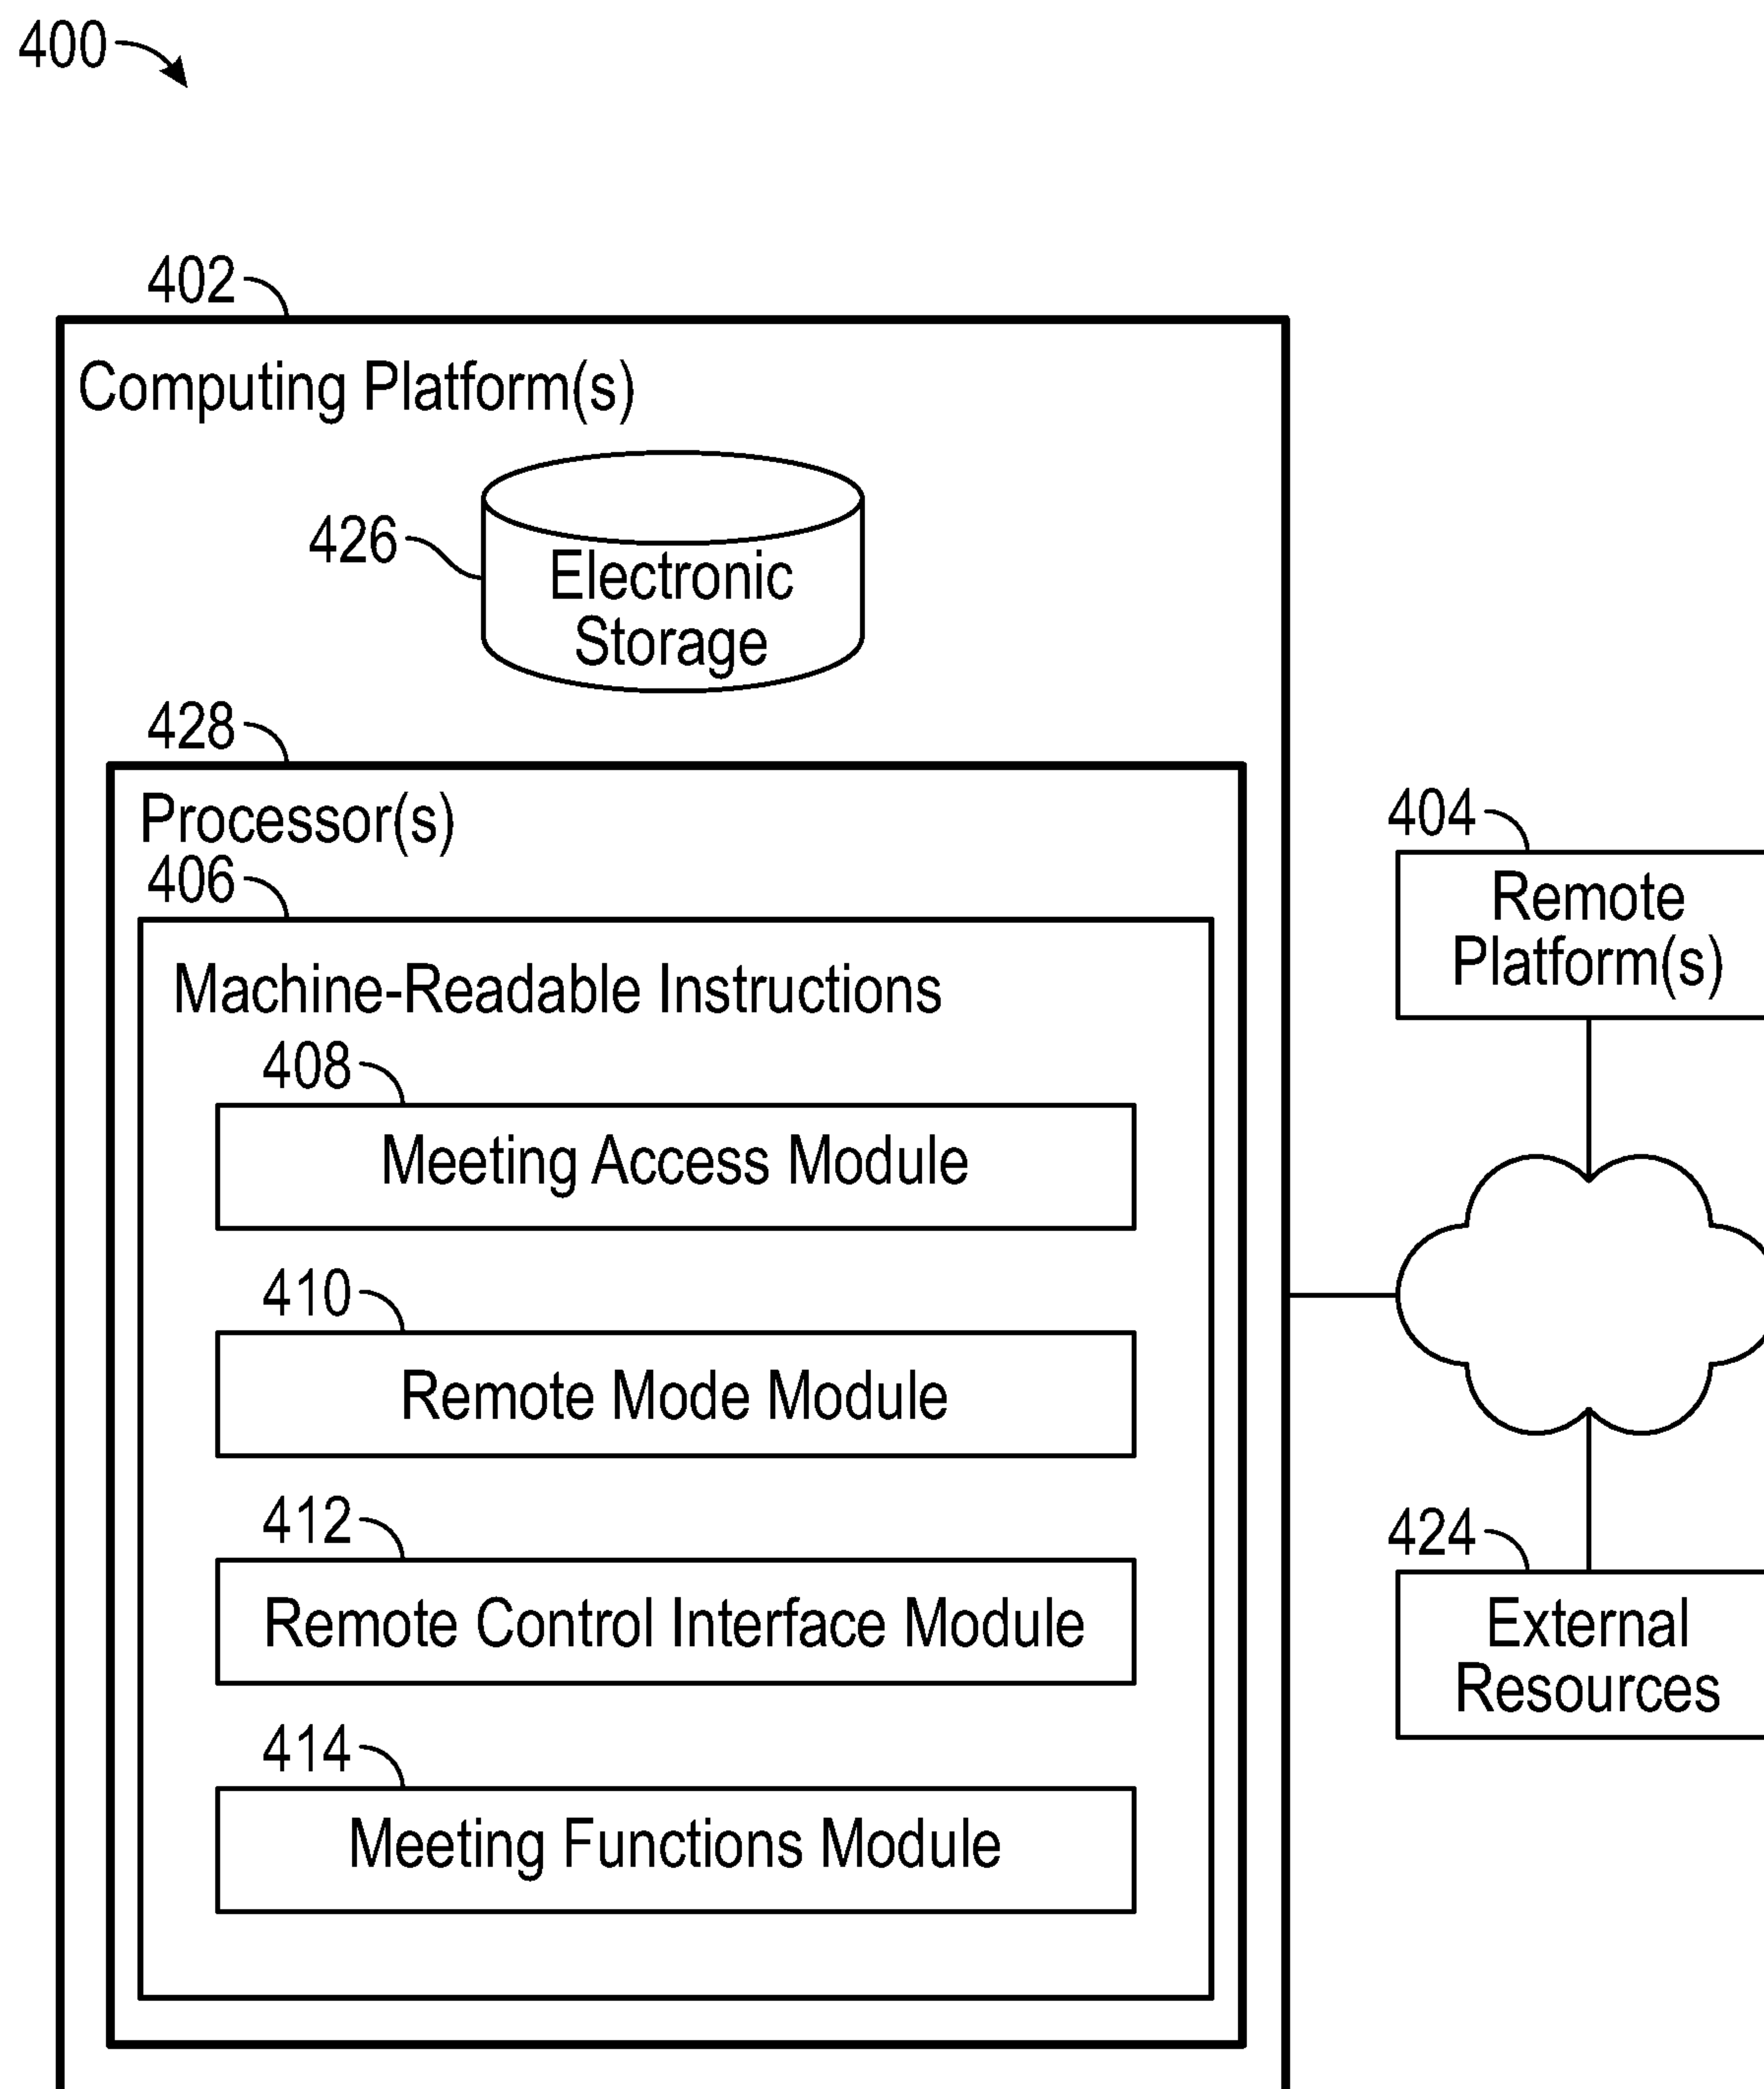 400
402
Computing Platform(s)
426
Electronic
Storage
428
Processor(s)
406
Machine-Readable Instructions
408
Meeting Access Module
410
Remote Mode Module
412
Remote Control Interface Module
414
Meeting Functions Module
404
Remote
Platform(s)
424
External
Resources